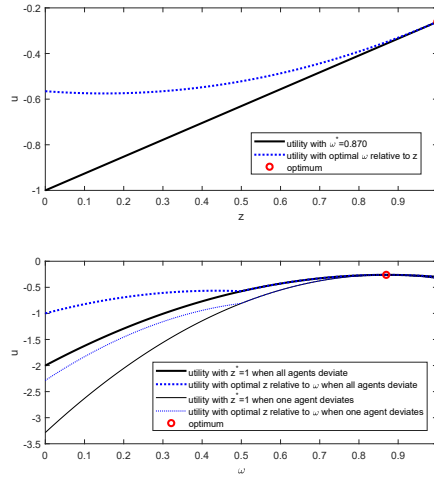 -0.2
-0.4
-0.6
u
-0.8
-1
0 0.1 0.2 0.3 0.4 0.5 0.6 0.7 0.8 0.9
z
utility with ω*=0.870
utility with optimal ω relative to z
optimum
0
-0.5
-1
-1.5
u
-2
-2.5
-3
-3.5
0 0.1 0.2 0.3 0.4 0.5 0.6 0.7 0.8 0.9
ω
utility with z*=1 when all agents deviate
utility with optimal z relative to ω when all agents deviate
utility with z*=1 when one agent deviates
utility with optimal z relative to ω when one agent deviates
optimum